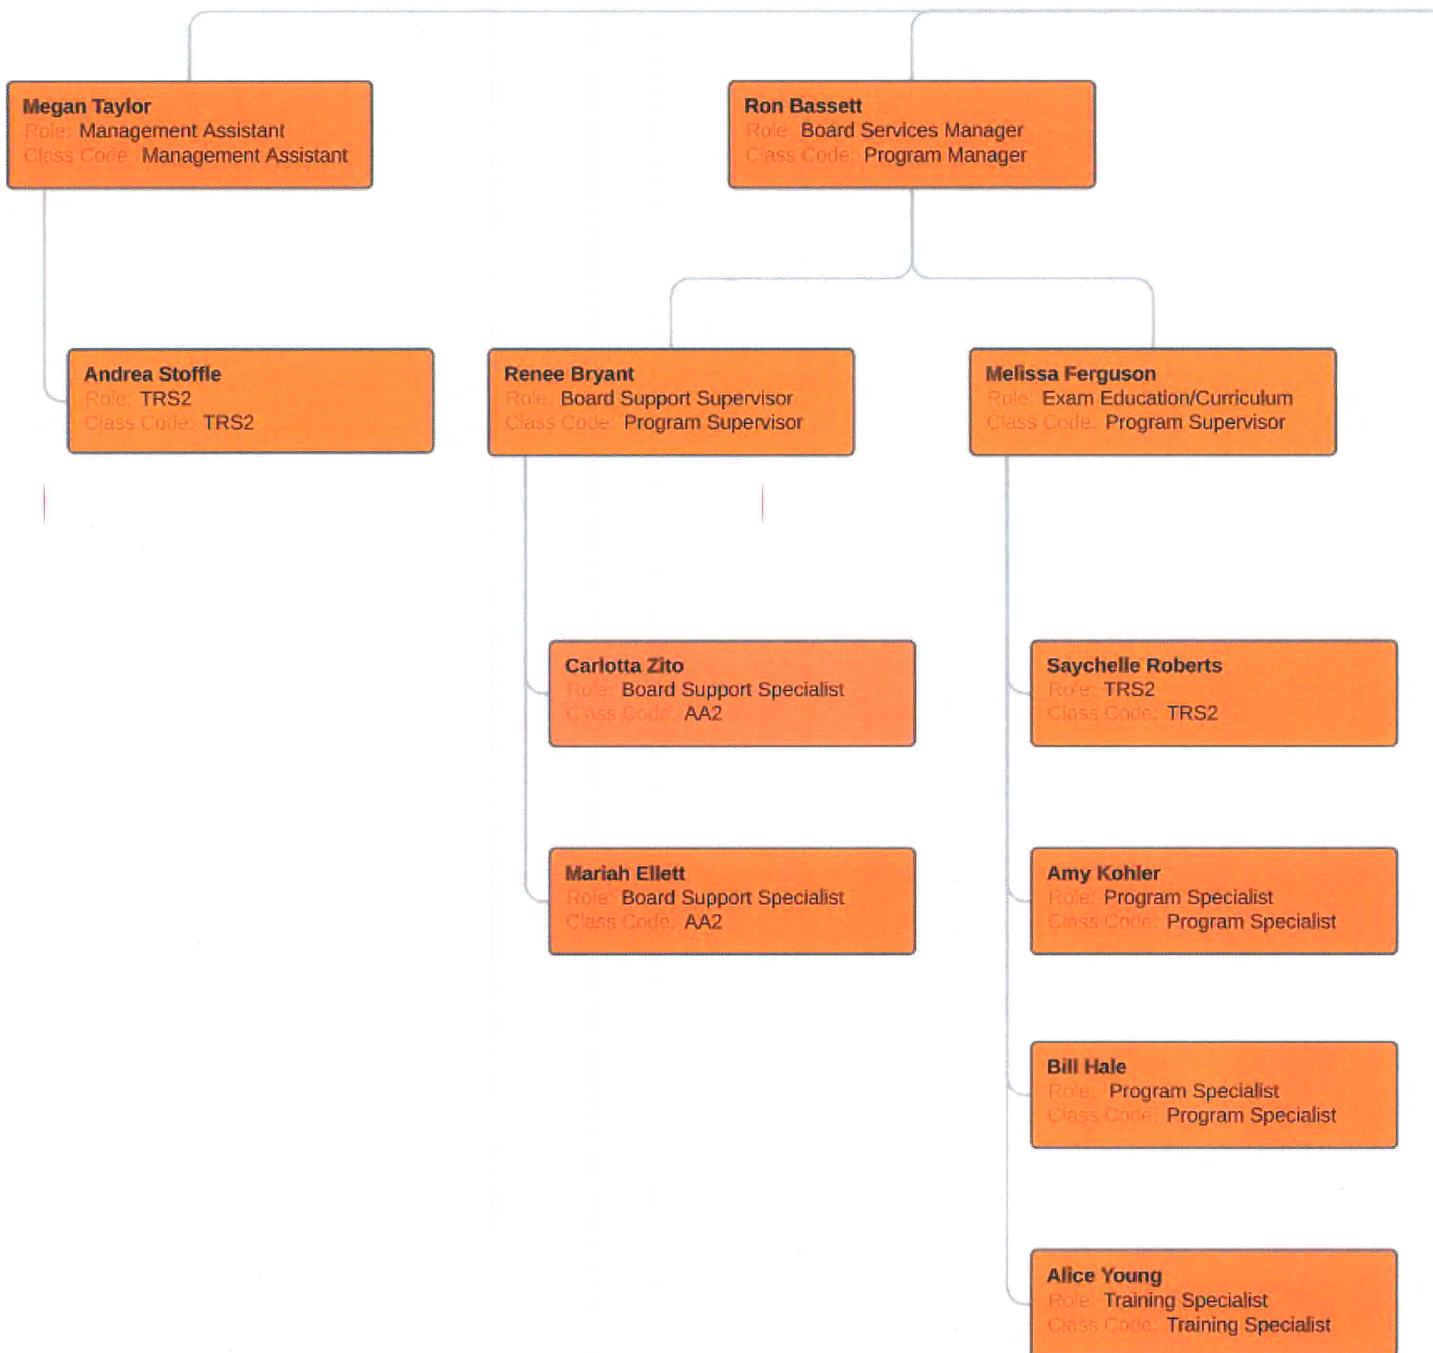 Megan Taylor
Role: Management Assistant
Class Code: Management Assistant
Ron Bassett
Role: Board Services Manager
Class Code: Program Manager
Andrea Stoffle
Role: TRS2
Class Code: TRS2
Renee Bryant
Role: Board Support Supervisor
Class Code: Program Supervisor
Melissa Ferguson
Role: Exam Education/Curriculum
Class Code: Program Supervisor
Carlotta Zito
Role: Board Support Specialist
Class Code: AA2
Saychelle Roberts
Role: TRS2
Class Code: TRS2
Mariah Ellett
Role: Board Support Specialist
Class Code: AA2
Amy Kohler
Role: Program Specialist
Class Code: Program Specialist
Bill Hale
Role: Program Specialist
Class Code: Program Specialist
Alice Young
Role: Training Specialist
Class Code: Training Specialist